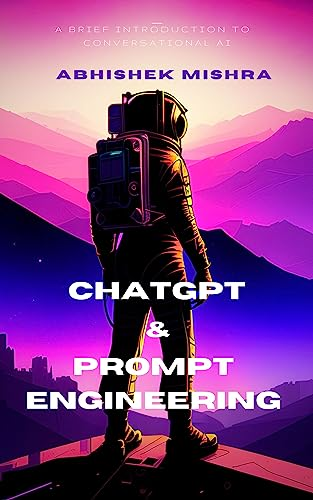 A BRIEF INTRODUCTION TO
CONVERSATIONAL AI
ABHISHEK MISHRA
CHATGPT
&
PROMPT
ENGINEERING